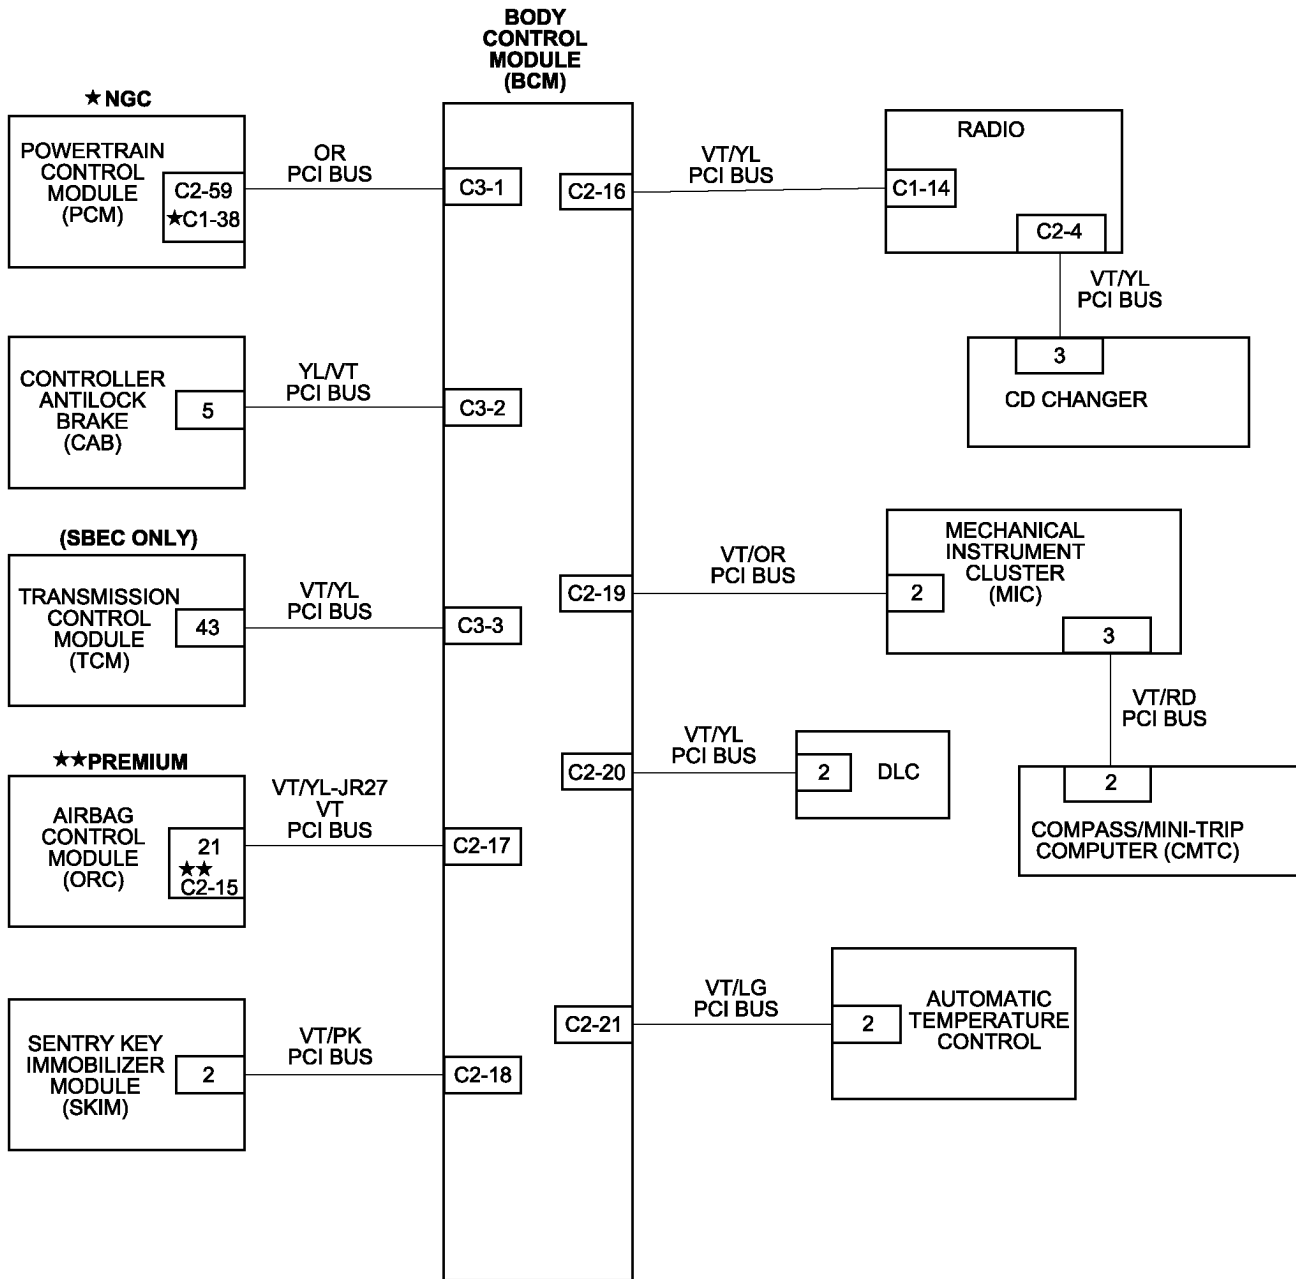 BODY
CONTROL
MODULE
(BCM)
★NGC
POWERTRAIN
CONTROL
MODULE
(PCM)
C2-59
★C1-38
OR
PCI BUS
C3-1
CONTROLLER
ANTILOCK
BRAKE
(CAB)
5
YL/VT
PCI BUS
C3-2
(SBEC ONLY)
TRANSMISSION
CONTROL
MODULE
(TCM)
43
VT/YL
PCI BUS
C3-3
★★PREMIUM
AIRBAG
CONTROL
MODULE
(ORC)
21
★★
C2-15
VT/YL-JR27
VT
PCI BUS
C2-17
SENTRY KEY
IMMOBILIZER
MODULE
(SKIM)
2
VT/PK
PCI BUS
C2-18
C2-16
VT/YL
PCI BUS
RADIO
C1-14
C2-4
VT/YL
PCI BUS
3
CD CHANGER
C2-19
VT/OR
PCI BUS
MECHANICAL
INSTRUMENT
CLUSTER
(MIC)
2
3
VT/RD
PCI BUS
2
COMPASS/MINI-TRIP
COMPUTER (CMTC)
C2-20
VT/YL
PCI BUS
2
DLC
C2-21
VT/LG
PCI BUS
2
AUTOMATIC
TEMPERATURE
CONTROL